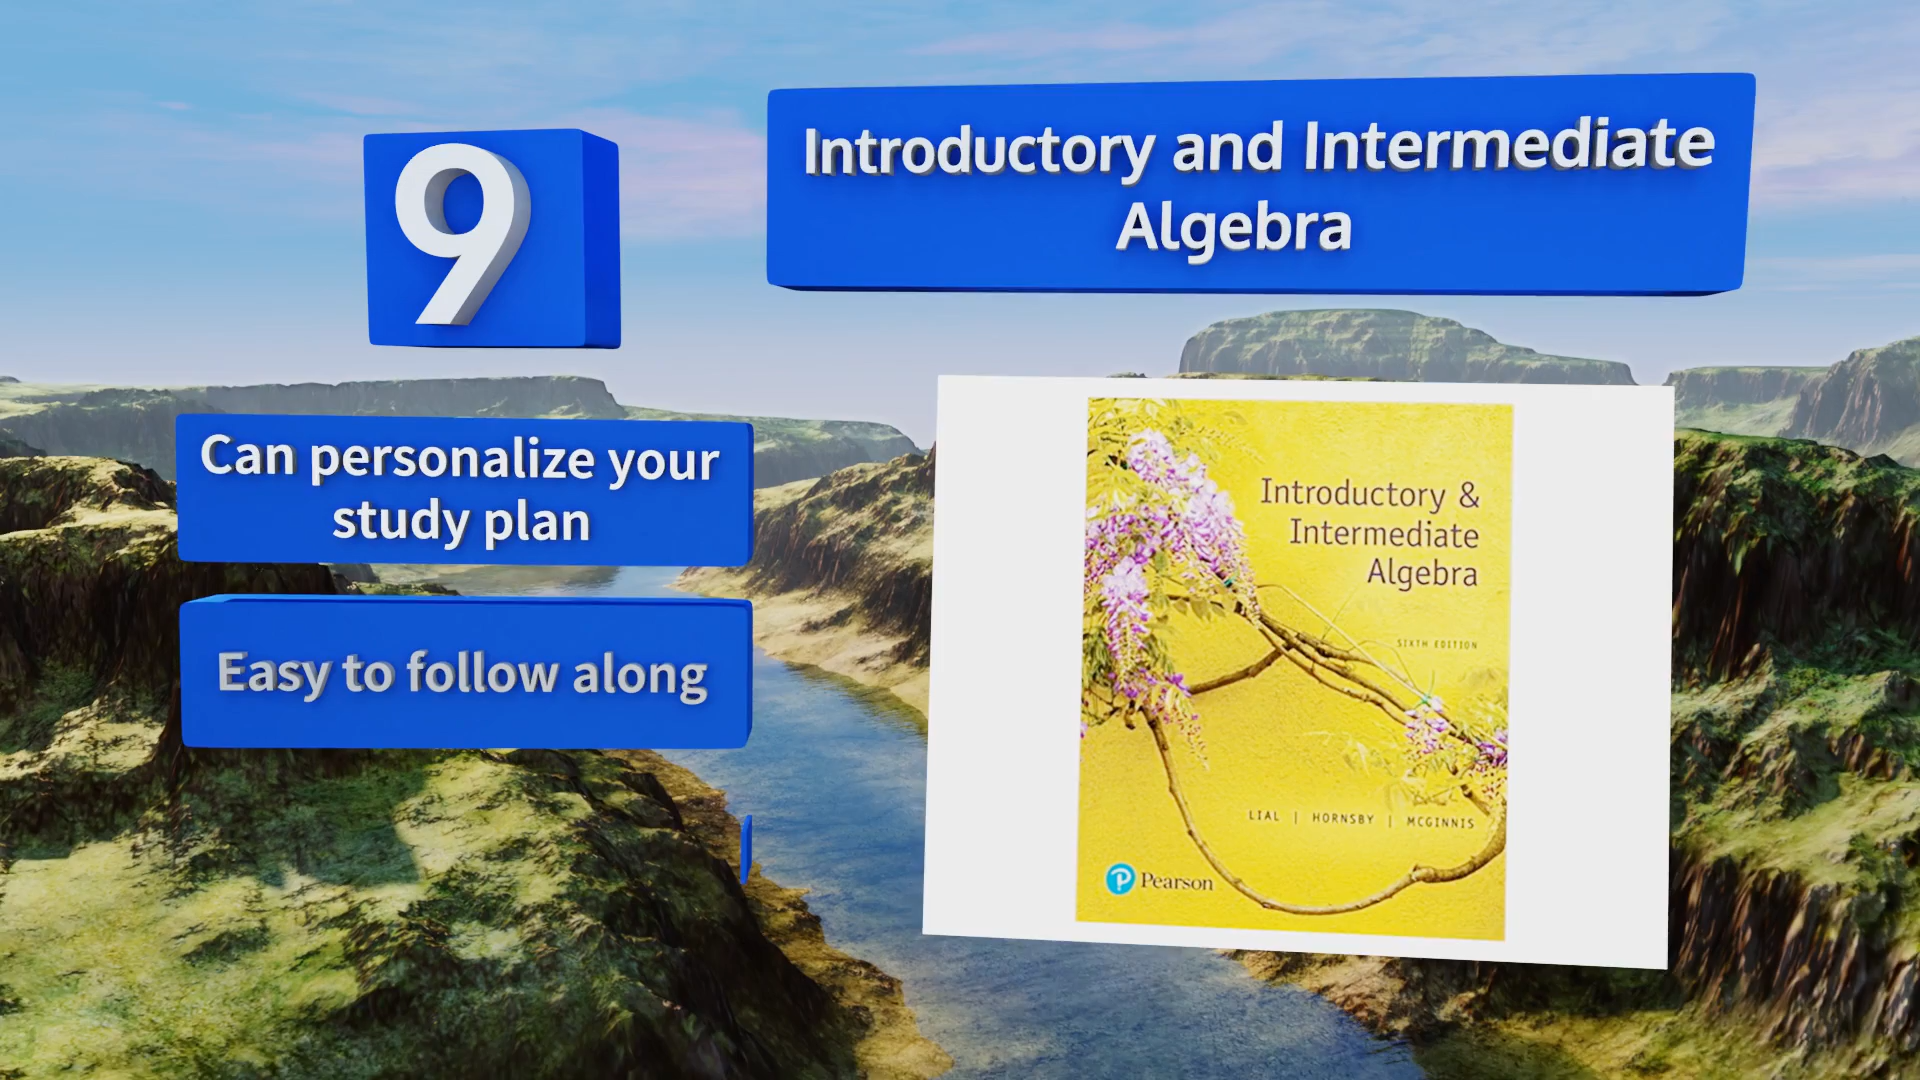 9
Introductory and Intermediate
Algebra
Can personalize your
study plan
Easy to follow along
Introductory &
Intermediate
Algebra
SIXTH EDITION
LIAL | HORNSBY | MCGINNIS
P Pearson